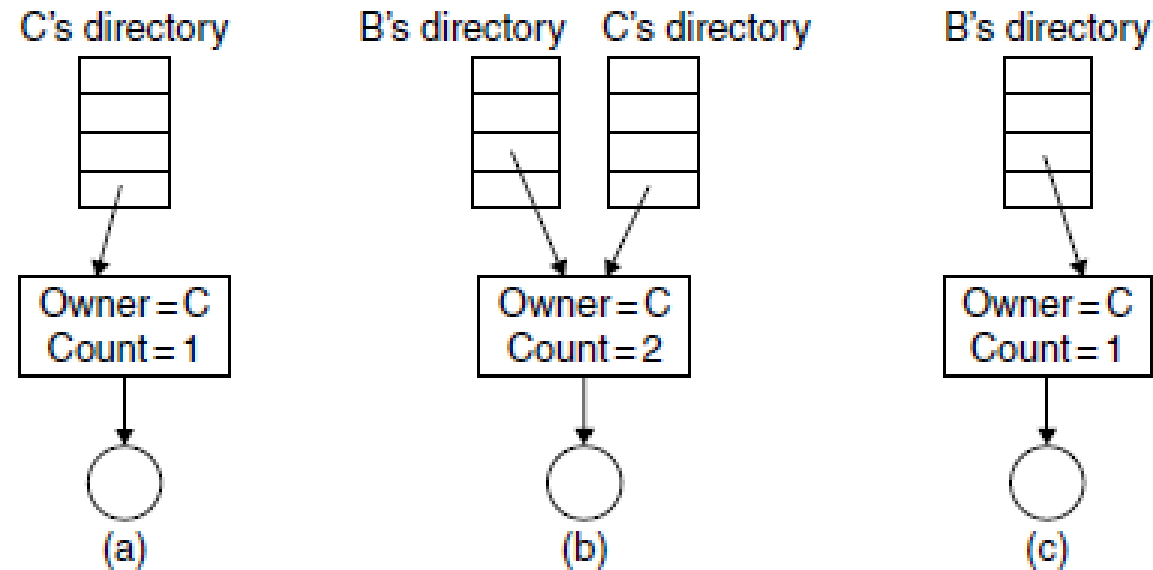 C's directory
B's directory C's directory
B's directory
Owner = C
Count = 1
Owner = C
Count = 2
Owner = C
Count = 1
(a)
(b)
(c)